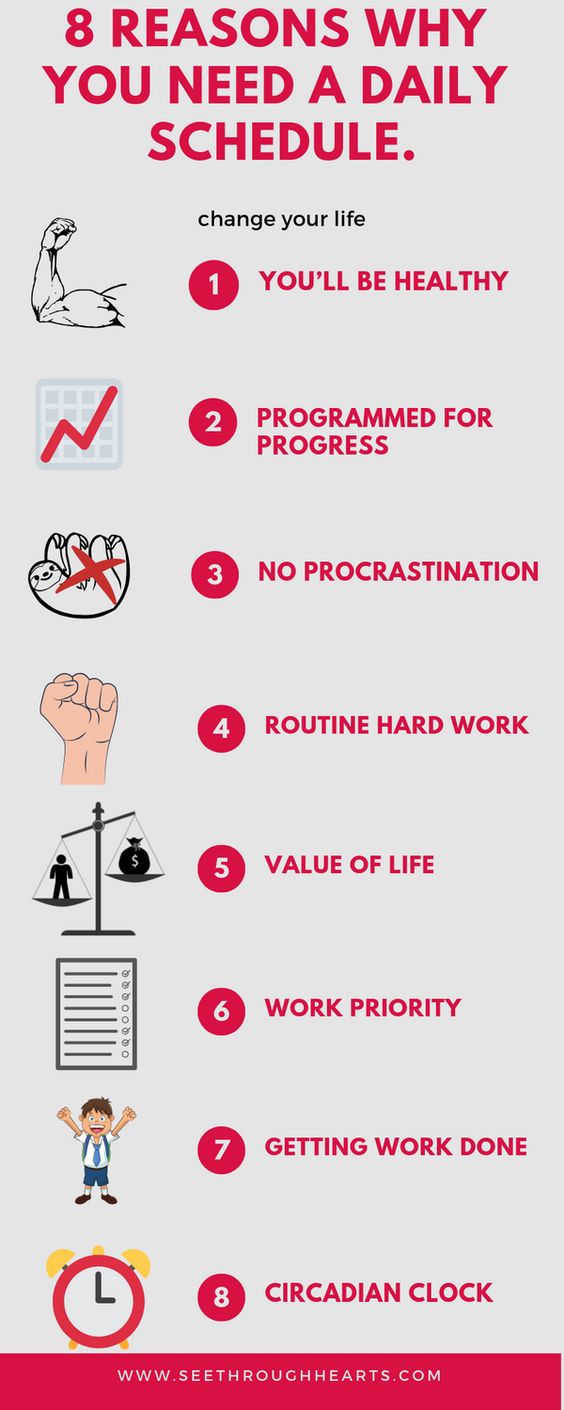 8 REASONS WHY
YOU NEED A DAILY
SCHEDULE.
change your life
1 YOU’LL BE HEALTHY
2 PROGRAMMED FOR
PROGRESS
3 NO PROCRASTINATION
4 ROUTINE HARD WORK
$
5 VALUE OF LIFE
6 WORK PRIORITY
7 GETTING WORK DONE
8 CIRCADIAN CLOCK
WWW.SEETHROUGHHEARTS.COM